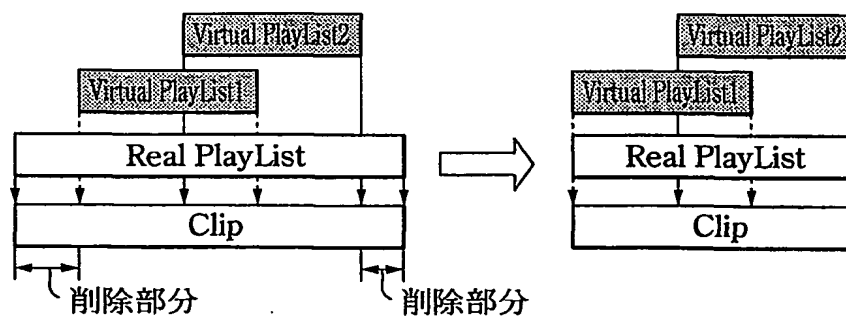 Virtual PlayList2
Virtual PlayList1
Real PlayList
Clip
削除部分
削除部分
Virtual PlayList2
Virtual PlayList1
Real PlayList
Clip